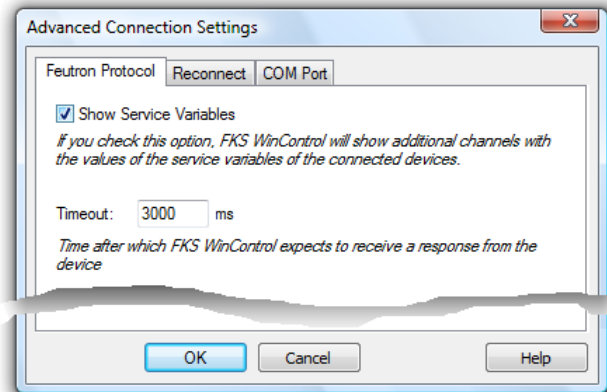 Advanced Connection Settings
X
Feutron Protocol Reconnect COM Port
Show Service Variables
If you check this option, FKS WinControl will show additional channels with
the values of the service variables of the connected devices.
Timeout: 3000 ms
Time after which FKS WinControl expects to receive a response from the
device
OK Cancel Help